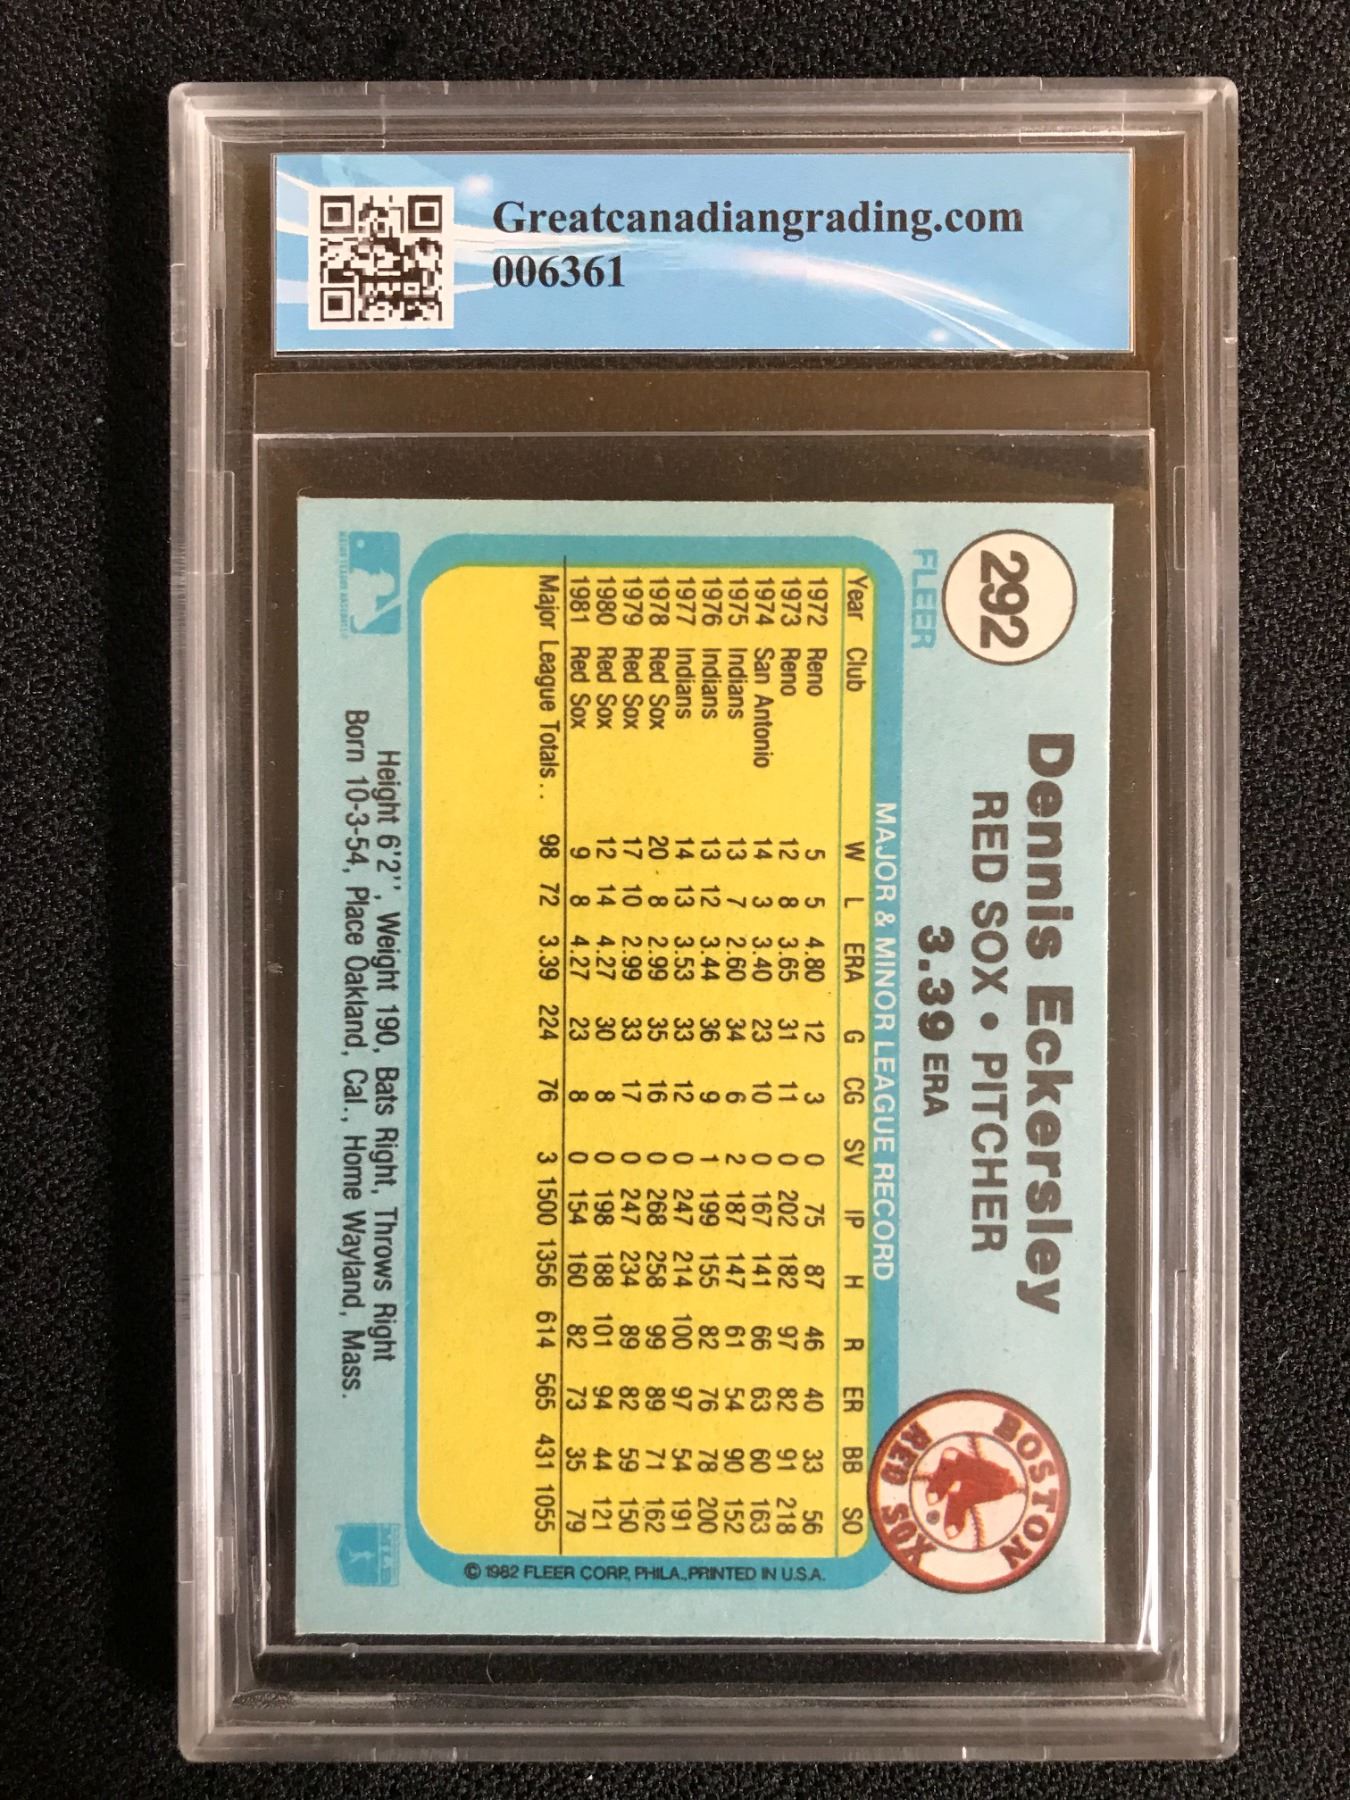 Greatcanadiangrading.com
006361
292
FLEER
Dennis Eckersley
RED SOX • PITCHER
3.39 ERA
BOSTON
RED SOX
®
MAJOR & MINOR LEAGUE RECORD
Year Club W L ERA G CG SV IP H R ER BB SO
1972 Reno 5 5 4.80 12 3 0 75 87 46 40 33 56
1973 Reno 12 8 3.65 31 11 0 202 182 97 82 91 218
1974 San Antonio 14 3 3.40 23 10 0 167 141 66 63 60 163
1975 Indians 13 7 2.60 34 6 2 187 147 61 54 90 152
1976 Indians 13 12 3.44 36 9 1 199 155 82 76 78 200
1977 Indians 14 13 3.53 33 12 0 247 214 100 97 54 191
1978 Red Sox 20 8 2.99 35 16 0 268 258 99 89 71 162
1979 Red Sox 17 10 2.99 33 17 0 247 234 89 82 59 150
1980 Red Sox 12 14 4.27 30 8 0 198 188 101 94 44 121
1981 Red Sox 9 8 4.27 23 8 0 154 160 82 73 35 79
Major League Totals.. 98 72 3.39 224 76 3 1500 1356 614 565 431 1055
© 1982 FLEER CORP., PHILA., PRINTED IN U.S.A.
Height 6'2", Weight 190, Bats Right, Throws Right
Born 10-3-54, Place Oakland, Cal., Home Wayland, Mass.
MAJOR LEAGUE BASEBALL